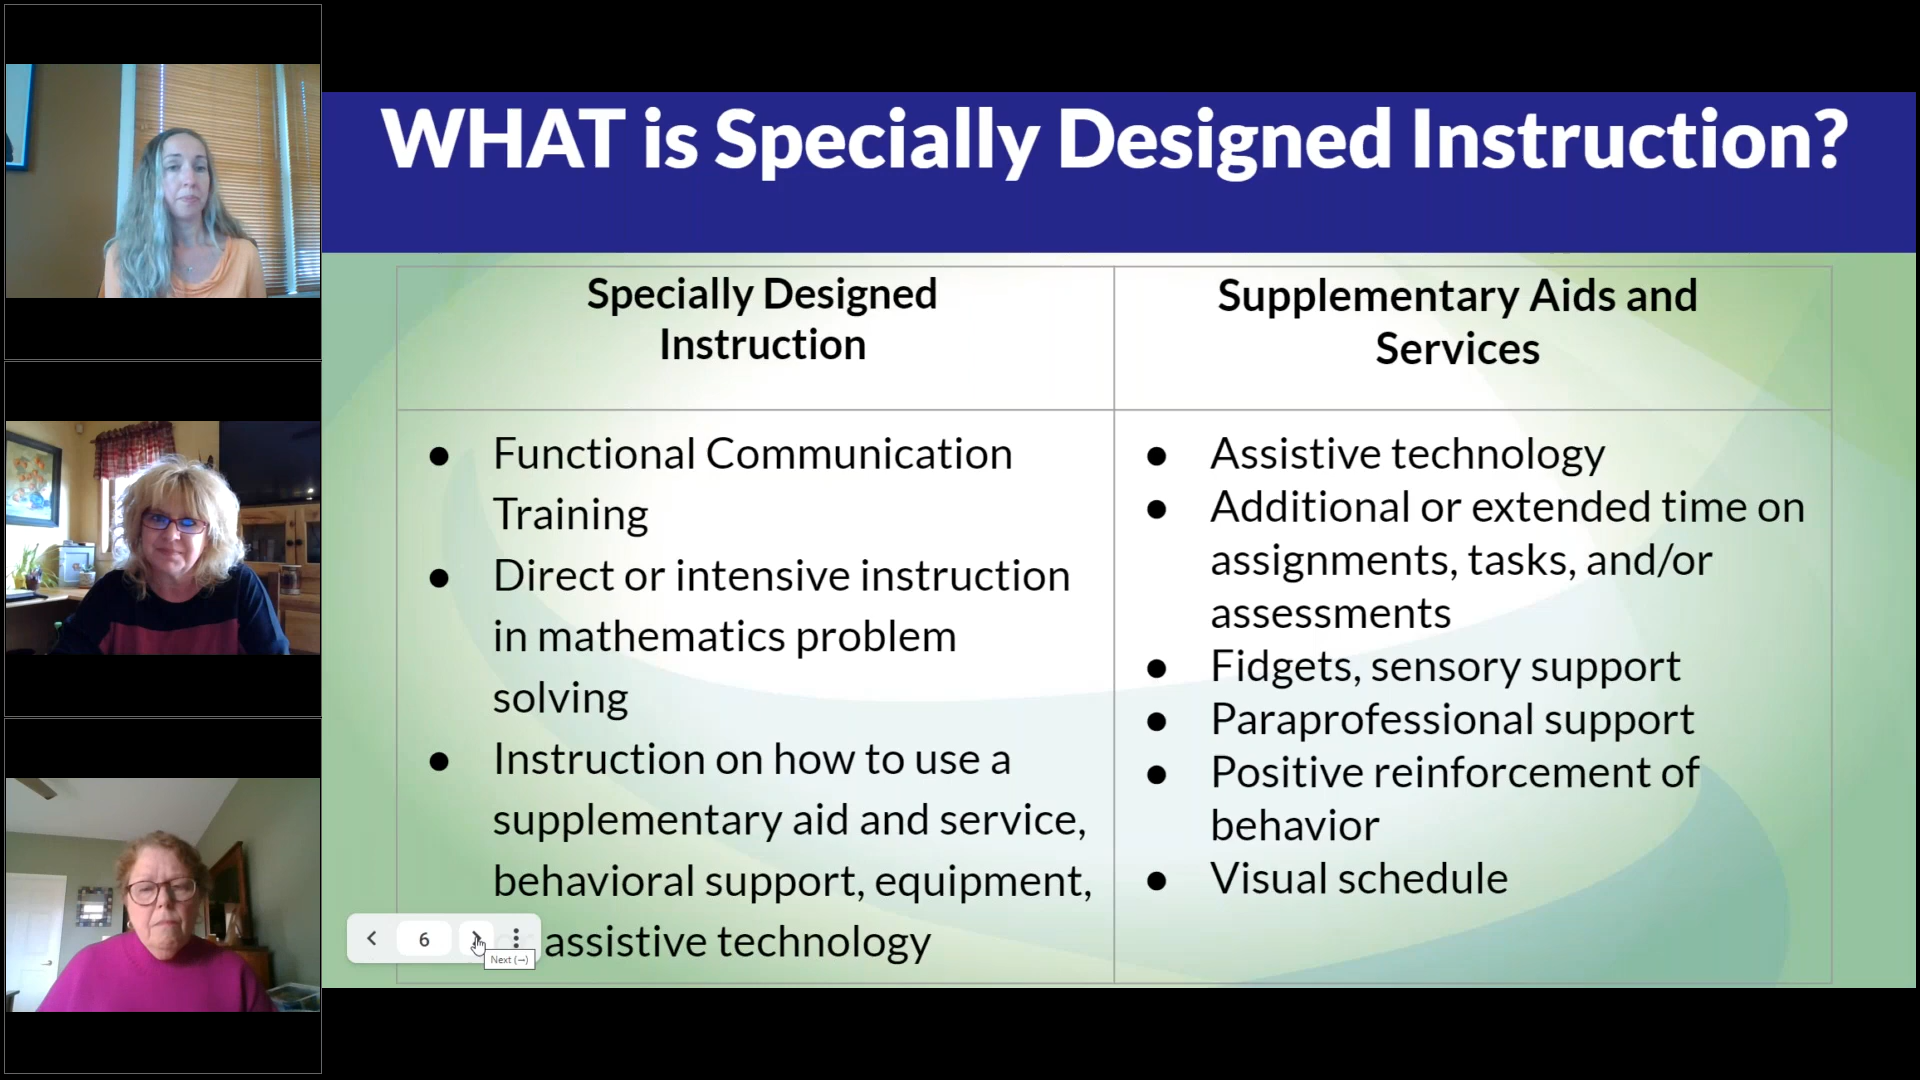 WHAT is Specially Designed Instruction?
Specially Designed
Instruction
Supplementary Aids and
Services
● Functional Communication
Training
● Direct or intensive instruction
in mathematics problem
solving
● Instruction on how to use a
supplementary aid and service,
behavioral support, equipment,
assistive technology
● Assistive technology
● Additional or extended time on
assignments, tasks, and/or
assessments
● Fidgets, sensory support
● Paraprofessional support
● Positive reinforcement of
behavior
● Visual schedule
6
Next (→)